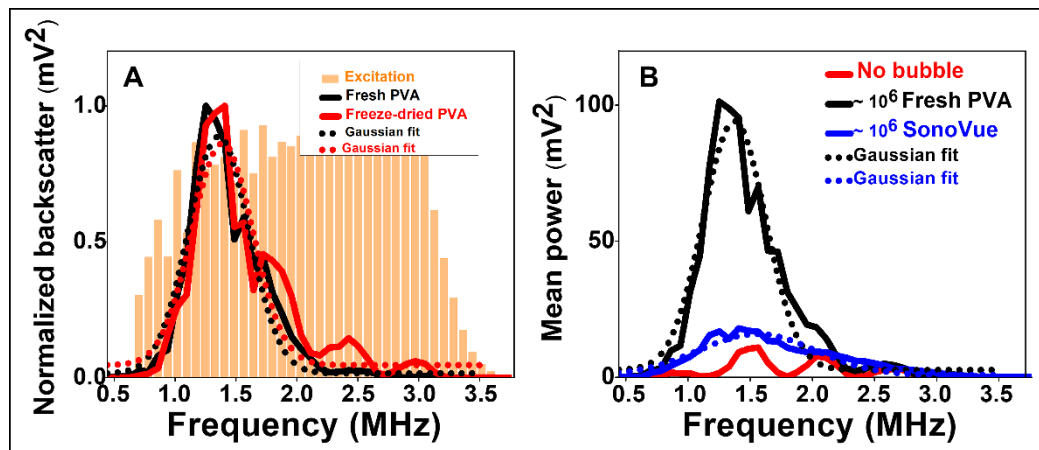 A
Normalized backscatter (mV²)
1.0
0.5
0.0
0.5 1.0 1.5 2.0 2.5 3.0 3.5
Frequency (MHz)
Excitation
Fresh PVA
Freeze-dried PVA
Gaussian fit
Gaussian fit
B
Mean power (mV²)
100
50
0
0.5 1.0 1.5 2.0 2.5 3.0 3.5
Frequency (MHz)
No bubble
~ 10⁶ Fresh PVA
~ 10⁶ SonoVue
Gaussian fit
Gaussian fit